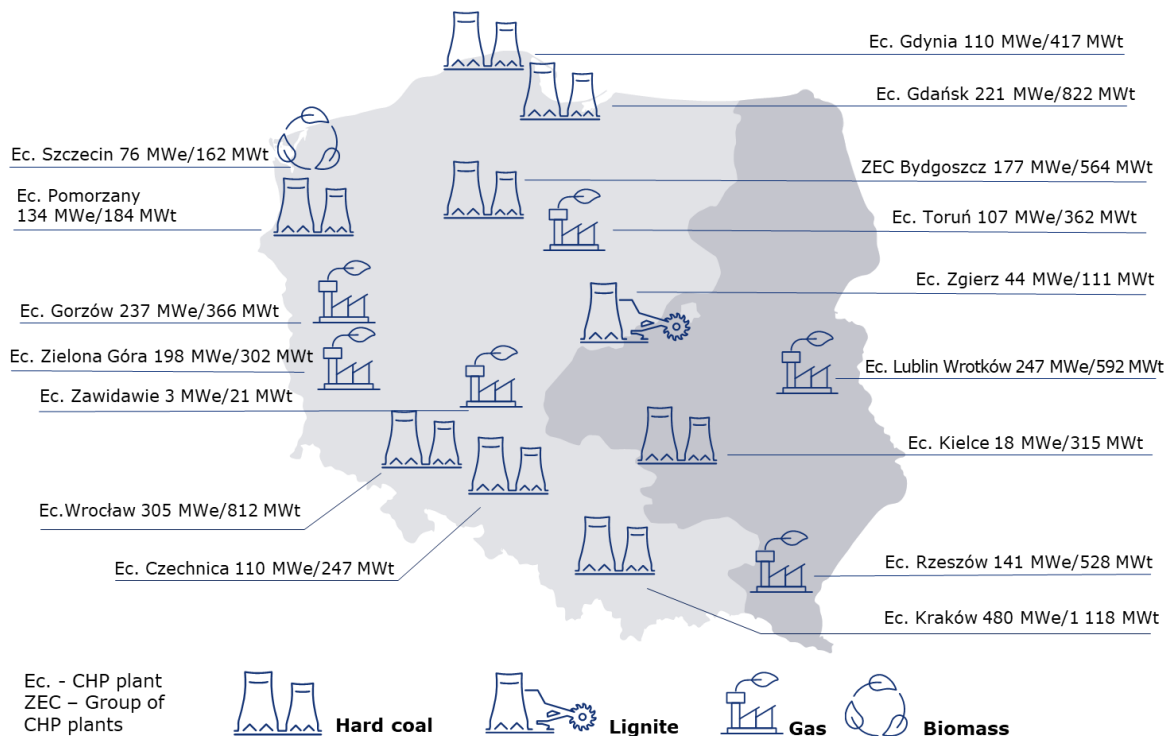 Ec. Gdynia 110 MWe/417 MWt
Ec. Gdańsk 221 MWe/822 MWt
Ec. Szczecin 76 MWe/162 MWt
ZEC Bydgoszcz 177 MWe/564 MWt
Ec. Pomorzany
134 MWe/184 MWt
Ec. Toruń 107 MWe/362 MWt
Ec. Zgierz 44 MWe/111 MWt
Ec. Gorzów 237 MWe/366 MWt
Ec. Zielona Góra 198 MWe/302 MWt
Ec. Lublin Wrotków 247 MWe/592 MWt
Ec. Zawidawie 3 MWe/21 MWt
Ec. Kielce 18 MWe/315 MWt
Ec.Wrocław 305 MWe/812 MWt
Ec. Czechnica 110 MWe/247 MWt
Ec. Rzeszów 141 MWe/528 MWt
Ec. Kraków 480 MWe/1 118 MWt
Ec. - CHP plant
ZEC – Group of
CHP plants
Hard coal
Lignite
Gas
Biomass